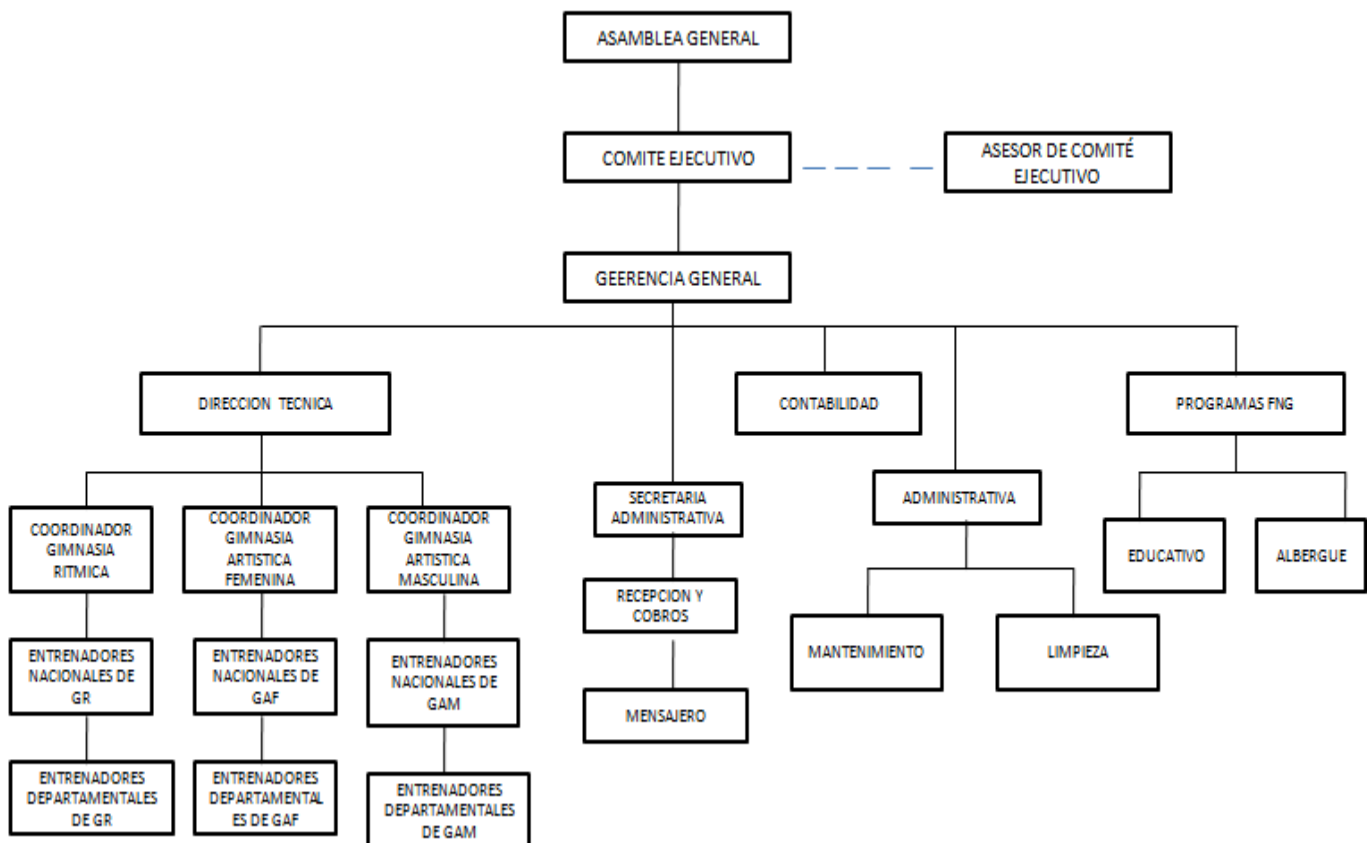 ASAMBLEA GENERAL
COMITE EJECUTIVO
ASESOR DE COMITÉ
EJECUTIVO
GEERENCIA GENERAL
DIRECCION TECNICA
CONTABILIDAD
PROGRAMAS FNG
SECRETARIA
ADMINISTRATIVA
ADMINISTRATIVA
COORDINADOR
GIMNASIA
RITMICA
COORDINADOR
GIMNASIA
ARTISTICA
FEMENINA
COORDINADOR
GIMNASIA
ARTISTICA
MASCULINA
EDUCATIVO
ALBERGUE
RECEPCION Y
COBROS
ENTRENADORES
NACIONALES DE
GR
ENTRENADORES
NACIONALES DE
GAF
ENTRENADORES
NACIONALES DE
GAM
MANTENIMIENTO
LIMPIEZA
MENSAJERO
ENTRENADORES
DEPARTAMENTALES
DE GR
ENTRENADORES
DEPARTAMENTAL
ES DE GAF
ENTRENADORES
DEPARTAMENTALES
DE GAM